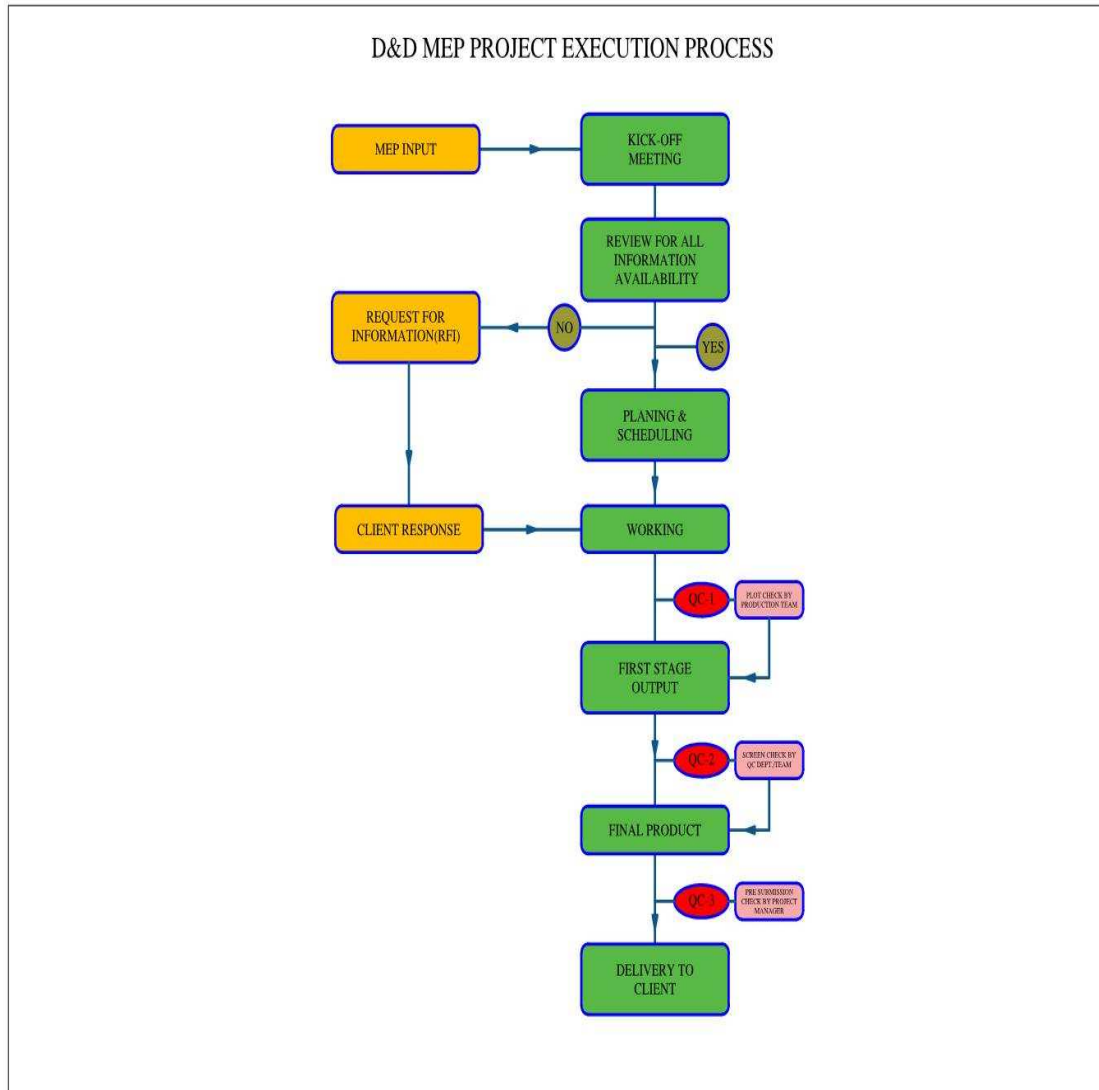 D&D MEP PROJECT EXECUTION PROCESS
MEP INPUT
KICK-OFF
MEETING
REVIEW FOR ALL
INFORMATION
AVAILABILITY
REQUEST FOR
INFORMATION(RFI)
NO
YES
PLANING &
SCHEDULING
CLIENT RESPONSE
WORKING
QC-1
PLOT CHECK BY
PRODUCTION TEAM
FIRST STAGE
OUTPUT
QC-2
SCREEN CHECK BY
QC DEPT./TEAM
FINAL PRODUCT
QC-3
PRE SUBMISSION
CHECK BY PROJECT
MANAGER
DELIVERY TO
CLIENT